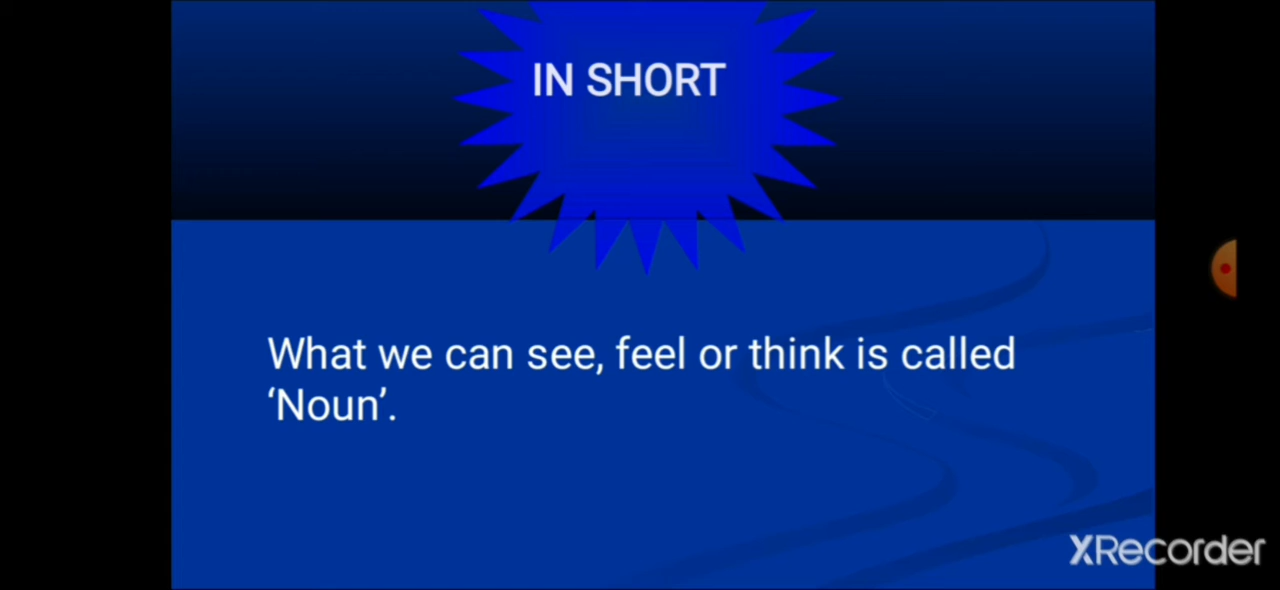 IN SHORT
What we can see, feel or think is called
‘Noun’.
XRecorder